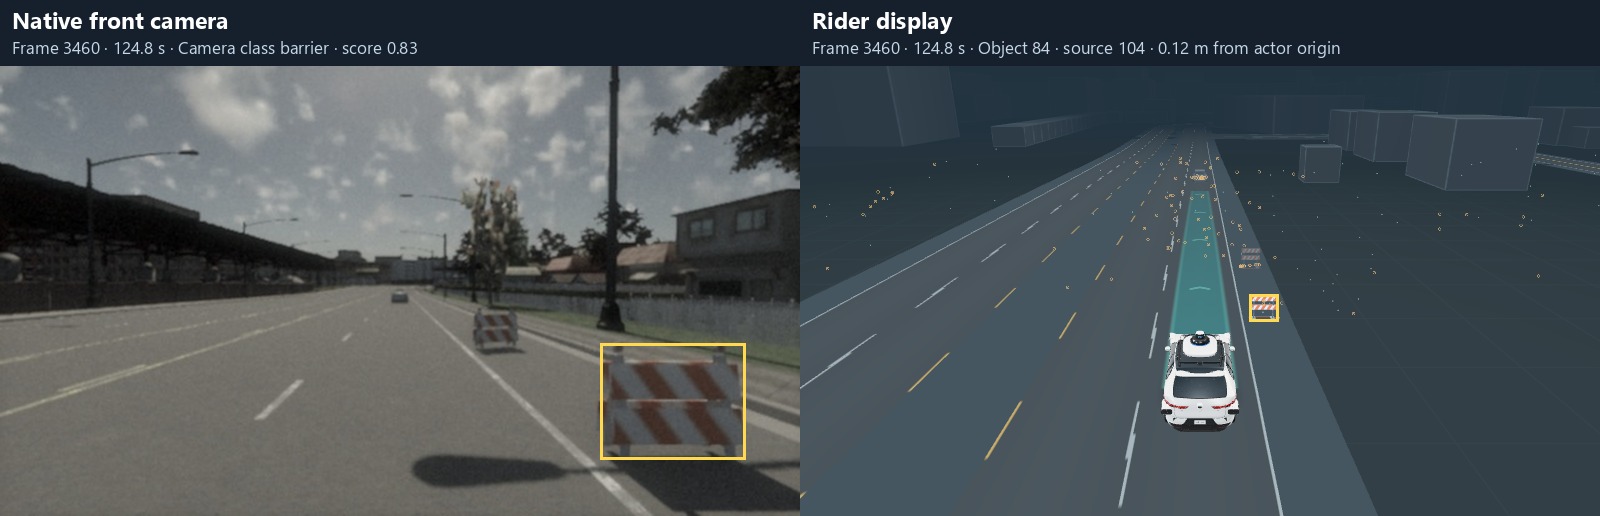 Native front camera
Frame 3460 · 124.8 s · Camera class barrier · score 0.83
Rider display
Frame 3460 · 124.8 s · Object 84 · source 104 · 0.12 m from actor origin